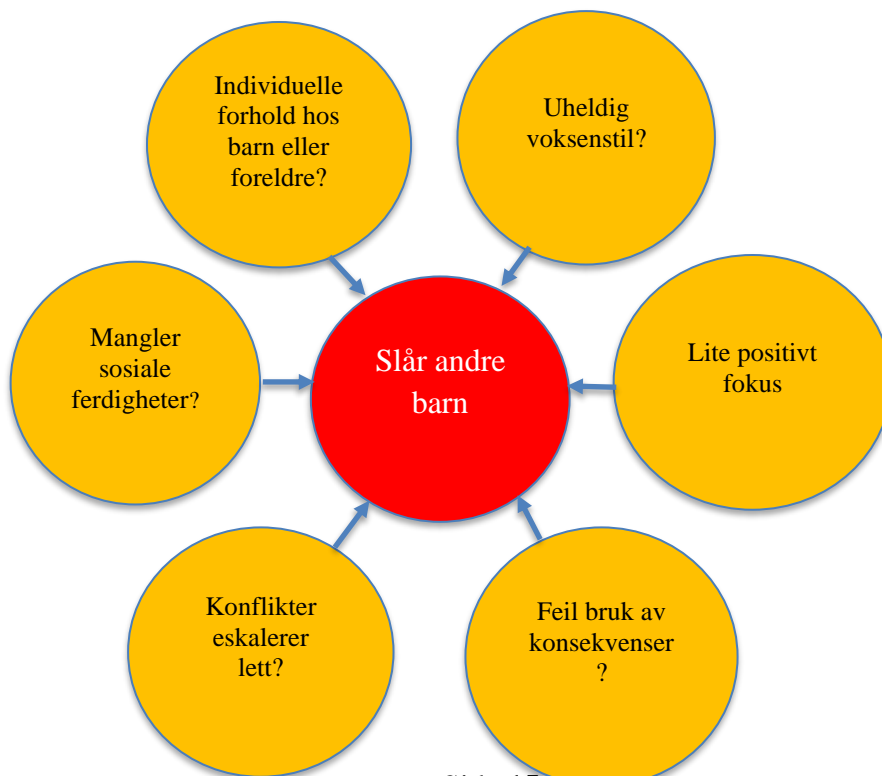 Individuelle
forhold hos
barn eller
foreldre?
Uheldig
voksenstil?
Mangler
sosiale
ferdigheter?
Slår andre
barn
Lite positivt
fokus
Konflikter
eskalerer
lett?
Feil bruk av
konsekvenser
?